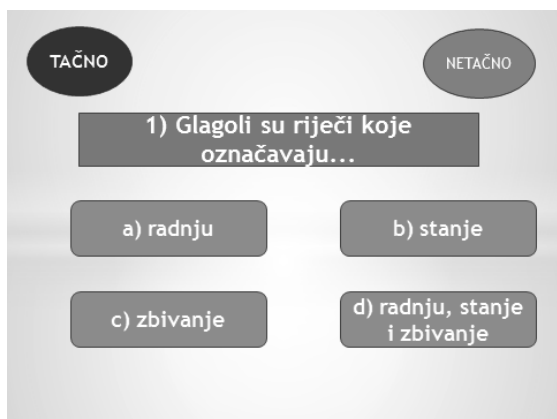 TAČNO
NETAČNO
1) Glagoli su riječi koje
označavaju...
a) radnju
b) stanje
c) zbivanje
d) radnju, stanje
i zbivanje